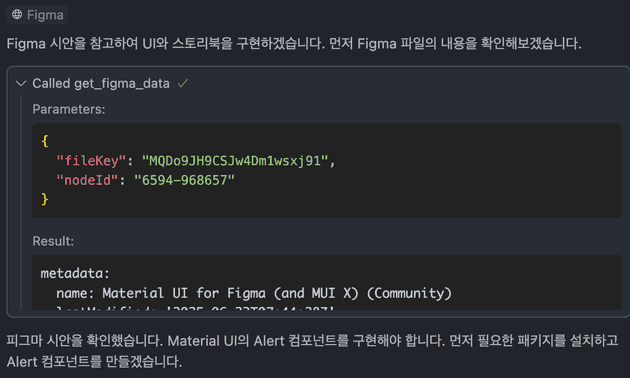 Figma
Figma 시안을 참고하여 UI와 스토리북을 구현하겠습니다. 먼저 Figma 파일의 내용을 확인해보겠습니다.
Called get_figma_data
Parameters:
{
"fileKey": "MQDo9JH9CSJw4Dm1wsxj91",
"nodeId": "6594-968657"
}
Result:
metadata:
name: Material UI for Figma (and MUI X) (Community)
피그마 시안을 확인했습니다. Material UI의 Alert 컴포넌트를 구현해야 합니다. 먼저 필요한 패키지를 설치하고
Alert 컴포넌트를 만들겠습니다.